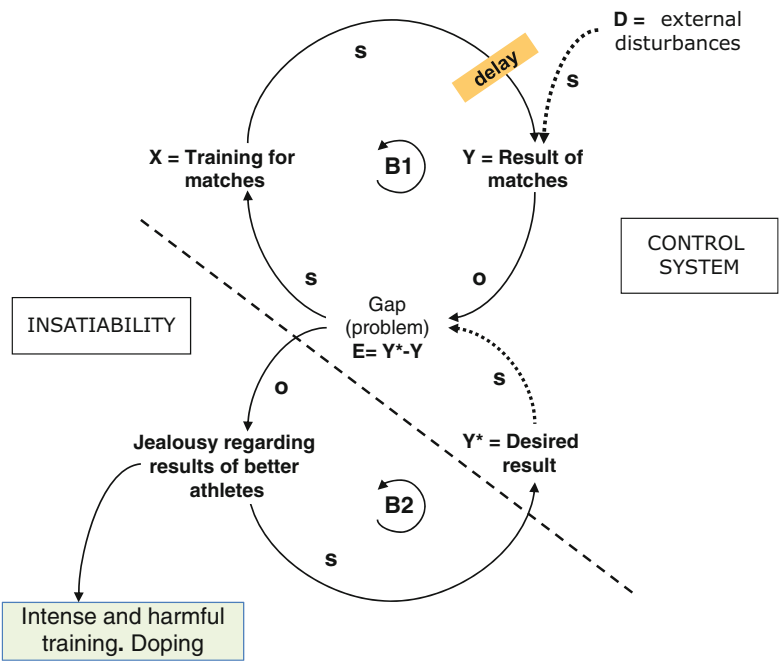 D = external
disturbances
s
delay
s
X = Training for
matches
B1
Y = Result of
matches
CONTROL
SYSTEM
s
o
INSATIABILITY
Gap
(problem)
E= Y*-Y
s
o
Jealousy regarding
results of better
athletes
Y* = Desired
result
B2
s
Intense and harmful
training. Doping